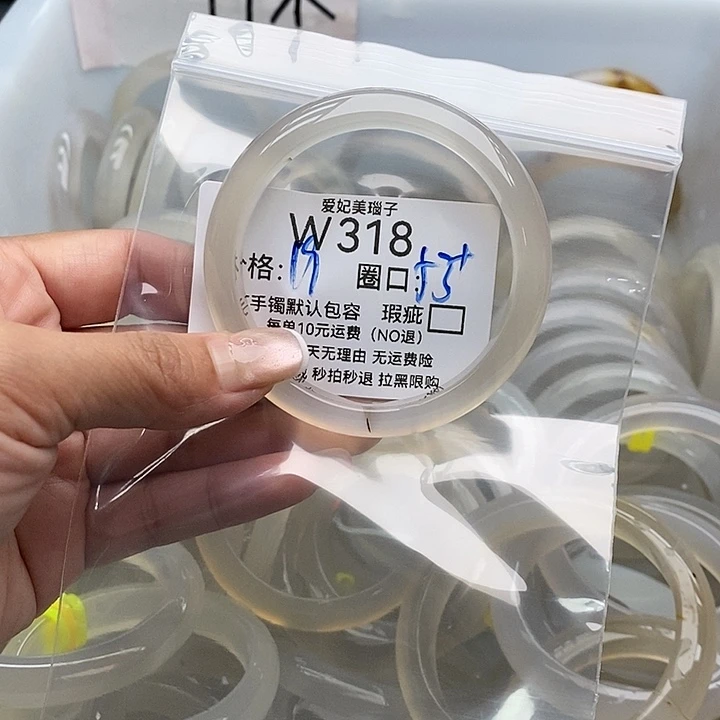 爱妃美瑙子
W318
格: 19 圈口: 55+
手镯默认包容 瑕疵
每单10元运费（NO退）
天无理由 无运费险
秒拍秒退 拉黑限购